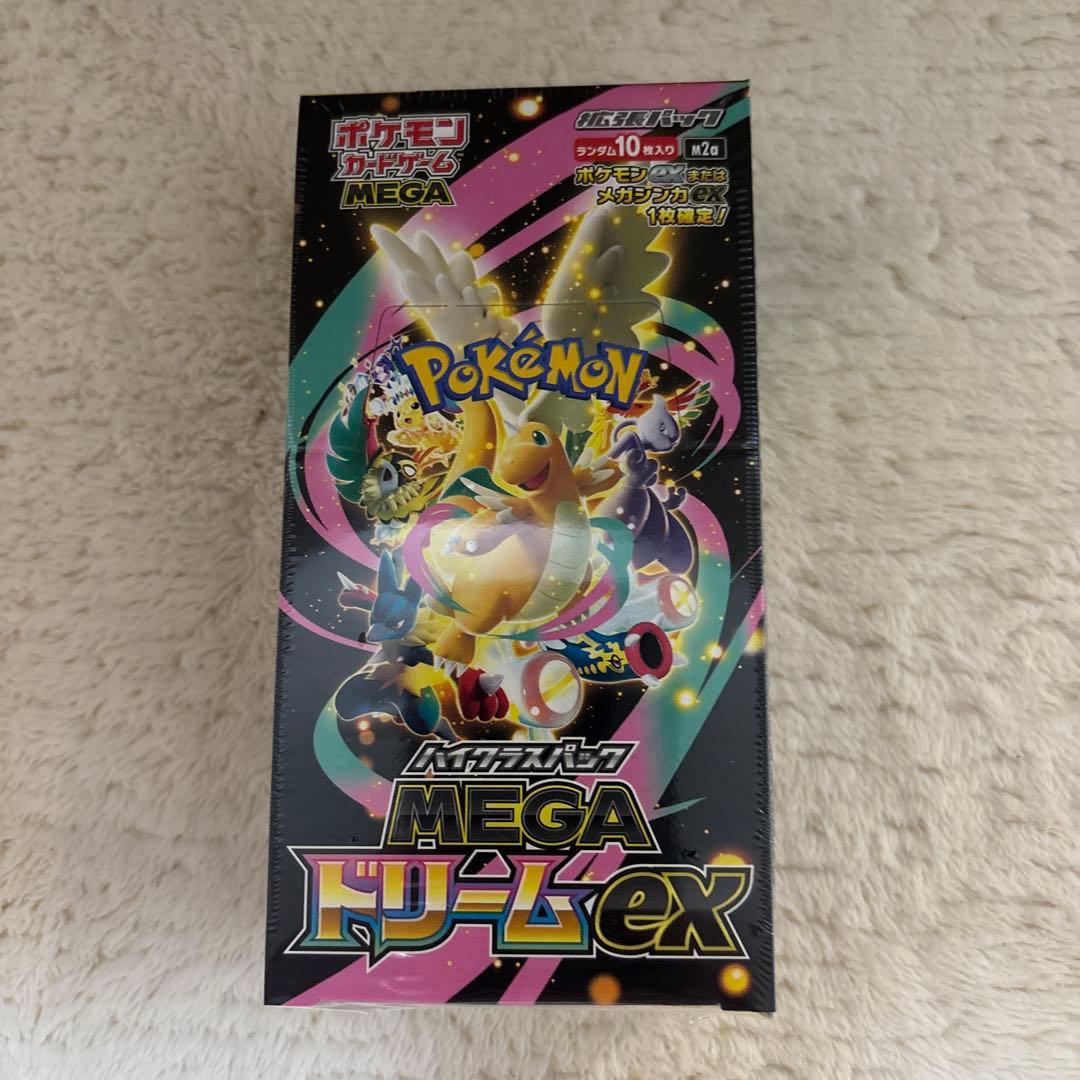 ポケモン
カードゲーム
MEGA
拡張パック
ランダム10枚入り M2a
ポケモンexまたは
メガシンカex
1枚確定!
POKéMON
ハイクラスパック
MEGA
ドリームex